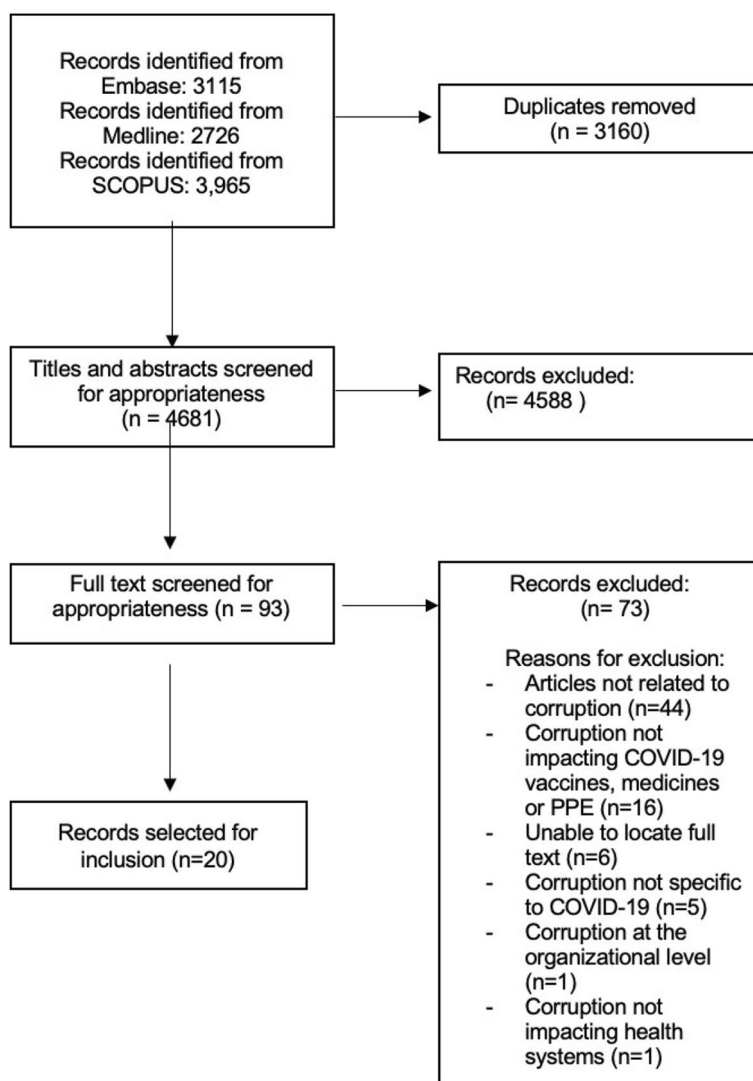 Records identified from
Embase: 3115
Records identified from
Medline: 2726
Records identified from
SCOPUS: 3,965
Duplicates removed
(n = 3160)
Titles and abstracts screened
for appropriateness
(n = 4681)
Records excluded:
(n= 4588 )
Full text screened for
appropriateness (n = 93)
Records excluded:
(n= 73)
Reasons for exclusion:
- Articles not related to
corruption (n=44)
- Corruption not
impacting COVID-19
vaccines, medicines
or PPE (n=16)
- Unable to locate full
text (n=6)
- Corruption not specific
to COVID-19 (n=5)
- Corruption at the
organizational level
(n=1)
- Corruption not
impacting health
systems (n=1)
Records selected for
inclusion (n=20)